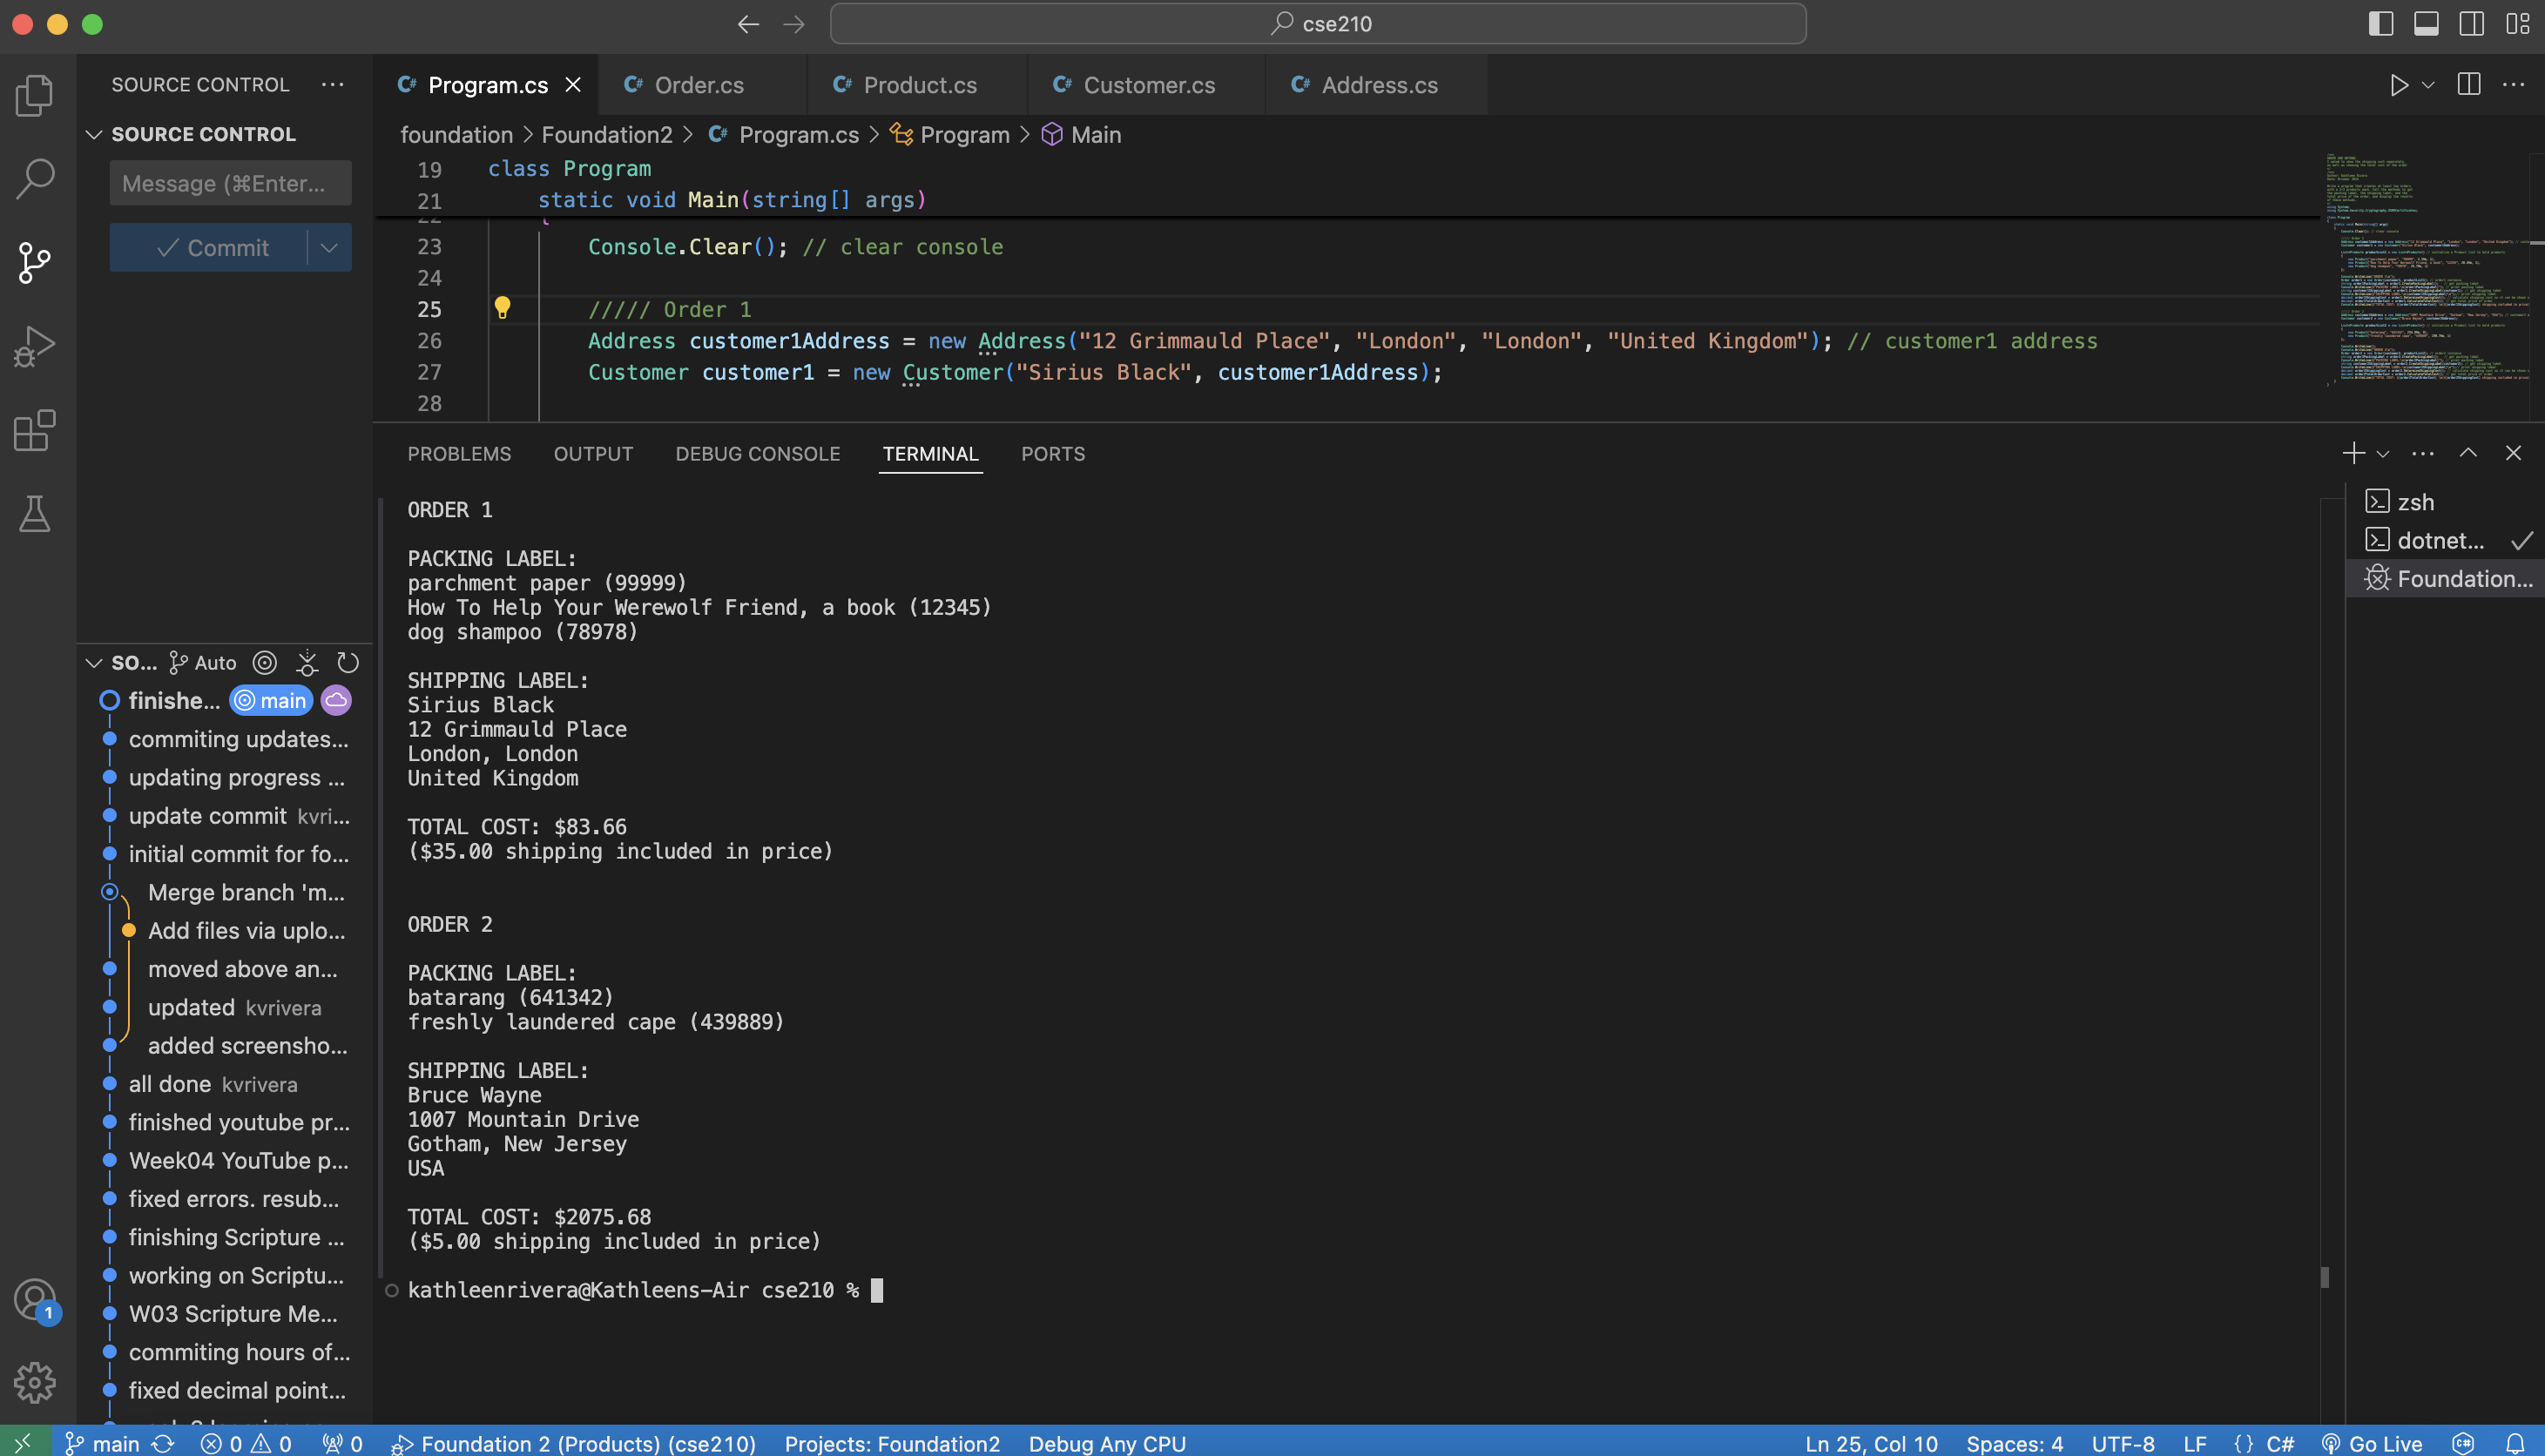 cse210
SOURCE CONTROL ...
SOURCE CONTROL
Message (⌘Enter...
Commit
SO... Auto
finishe... main
commiting updates...
updating progress ...
update commit kvri...
initial commit for fo...
Merge branch 'm...
Add files via uplo...
moved above an...
updated kvrivera
added screensho...
all done kvrivera
finished youtube pr...
Week04 YouTube p...
fixed errors. resub...
finishing Scripture ...
working on Scriptu...
W03 Scripture Me...
commiting hours of...
fixed decimal point...
1
C# Program.cs C# Order.cs C# Product.cs C# Customer.cs C# Address.cs
foundation > Foundation2 > C# Program.cs > Program > Main
19 class Program
21 static void Main(string[] args)
22 {
23 Console.Clear(); // clear console
24
25 ///// Order 1
26 Address customer1Address = new Address("12 Grimmauld Place", "London", "London", "United Kingdom"); // customer1 address
27 Customer customer1 = new Customer("Sirius Black", customer1Address);
28
PROBLEMS OUTPUT DEBUG CONSOLE TERMINAL PORTS
ORDER 1
PACKING LABEL:
parchment paper (99999)
How To Help Your Werewolf Friend, a book (12345)
dog shampoo (78978)
SHIPPING LABEL:
Sirius Black
12 Grimmauld Place
London, London
United Kingdom
TOTAL COST: $83.66
($35.00 shipping included in price)
ORDER 2
PACKING LABEL:
batarang (641342)
freshly laundered cape (439889)
SHIPPING LABEL:
Bruce Wayne
1007 Mountain Drive
Gotham, New Jersey
USA
TOTAL COST: $2075.68
($5.00 shipping included in price)
kathleenrivera@Kathleens-Air cse210 %
zsh
dotnet...
Foundation...
main 0 0 0 Foundation 2 (Products) (cse210) Projects: Foundation2 Debug Any CPU Ln 25, Col 10 Spaces: 4 UTF-8 LF {} C# Go Live